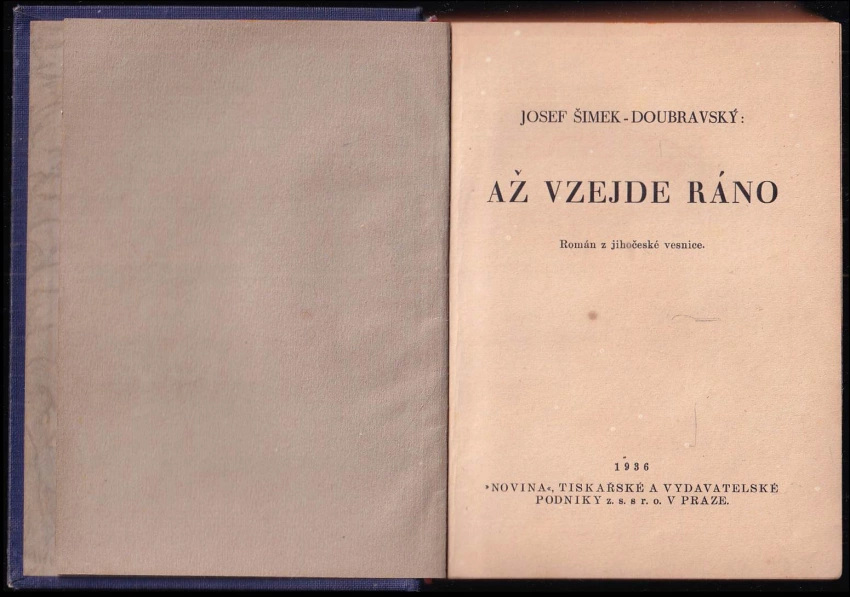 JOSEF ŠIMEK-DOUBRAVSKÝ:
AŽ VZEJDE RÁNO
Román z jihočeské vesnice.
1936
»NOVINA«, TISKAŘSKÉ A VYDAVATELSKÉ
PODNIKY z. s. s r. o. V PRAZE.